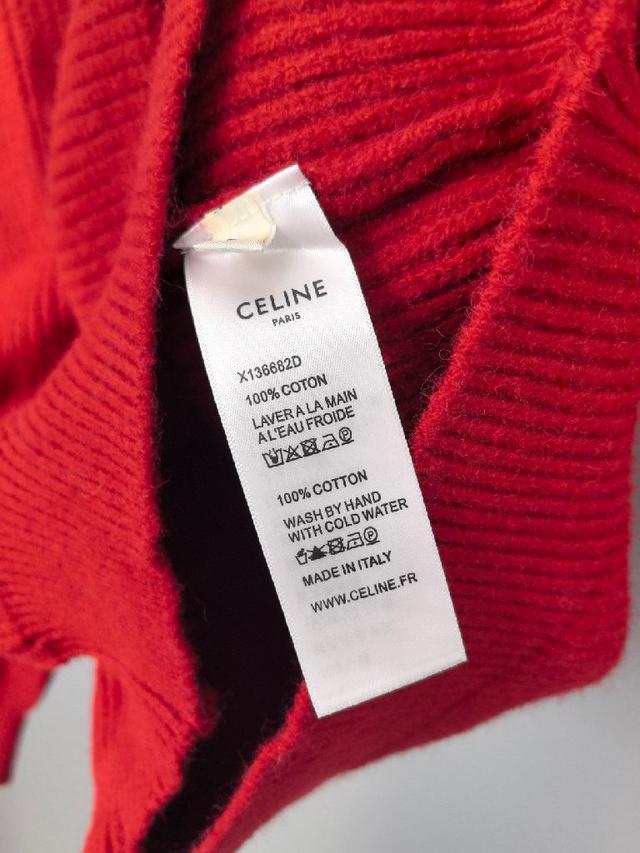 CELINE
PARIS
X136682D
100% COTON
LAVER A LA MAIN
A L'EAU FROIDE
100% COTTON
WASH BY HAND
WITH COLD WATER
MADE IN ITALY
WWW.CELINE.FR